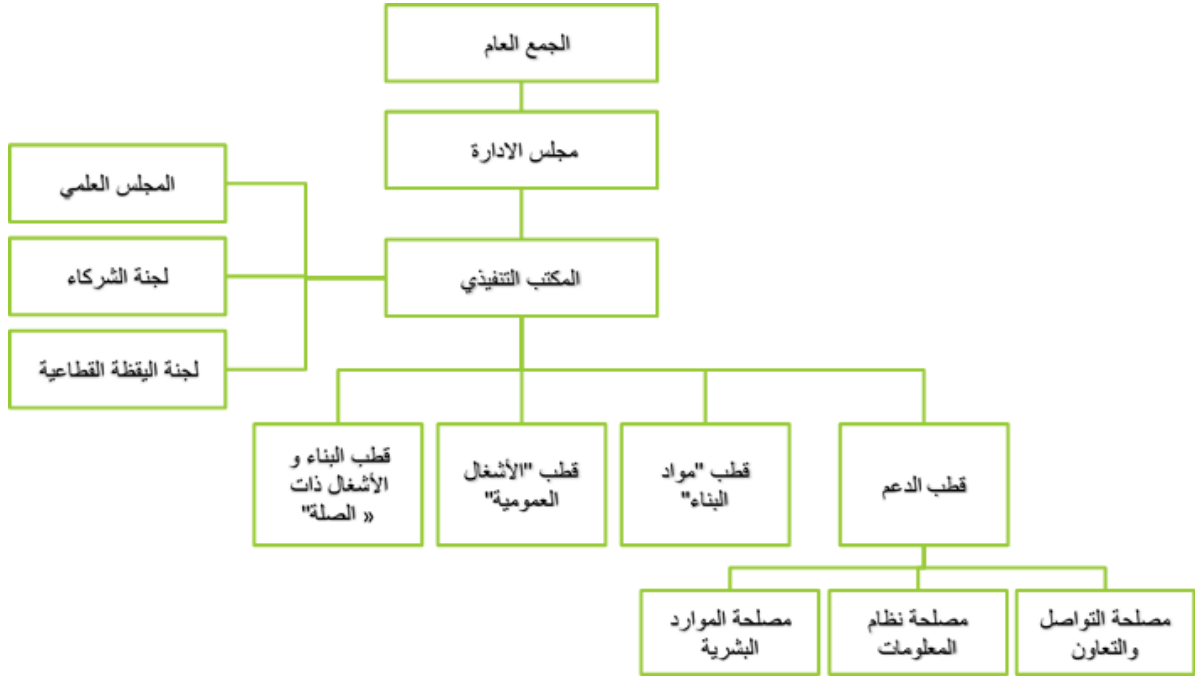 الجمع العام
مجلس الادارة
المجلس العلمي
المكتب التنفيذي
لجنة الشركاء
لجنة اليقظة القطاعية
قطب الدعم
قطب "مواد
البناء"
قطب "الأشغال
العمومية"
قطب البناء و
الأشغال ذات
« الصلة"
مصلحة التواصل
والتعاون
مصلحة نظام
المعلومات
مصلحة الموارد
البشرية